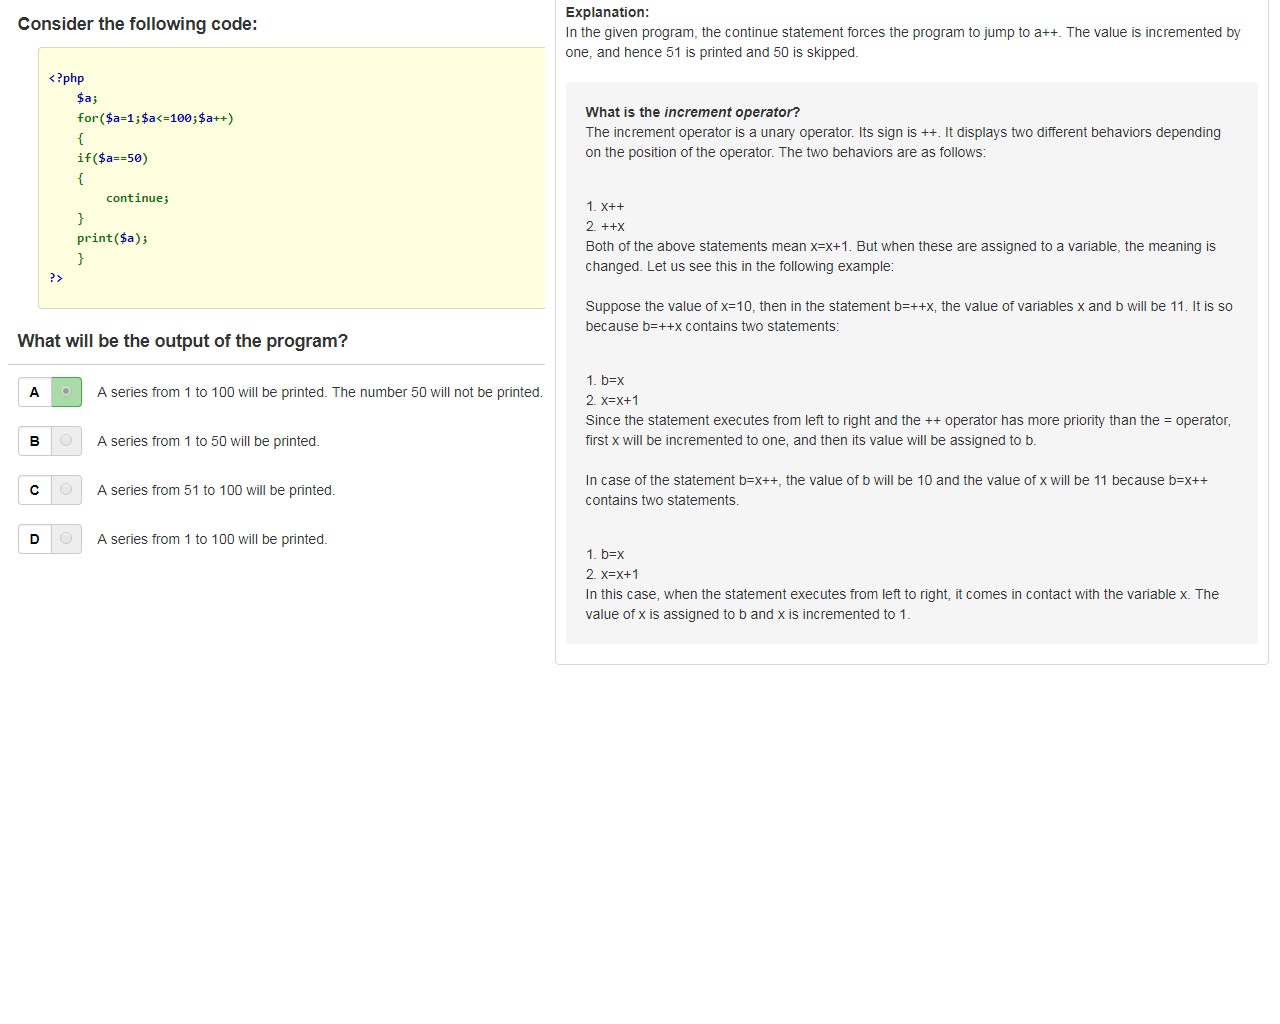 Consider the following code:
<?php
$a;
for($a=1;$a<=100;$a++)
{
if($a==50)
{
continue;
}
print($a);
}
?>
What will be the output of the program?
A A series from 1 to 100 will be printed. The number 50 will not be printed.
B A series from 1 to 50 will be printed.
C A series from 51 to 100 will be printed.
D A series from 1 to 100 will be printed.
Explanation:
In the given program, the continue statement forces the program to jump to a++. The value is incremented by
one, and hence 51 is printed and 50 is skipped.
What is the increment operator?
The increment operator is a unary operator. Its sign is ++. It displays two different behaviors depending
on the position of the operator. The two behaviors are as follows:
1. x++
2. ++x
Both of the above statements mean x=x+1. But when these are assigned to a variable, the meaning is
changed. Let us see this in the following example:
Suppose the value of x=10, then in the statement b=++x, the value of variables x and b will be 11. It is so
because b=++x contains two statements:
1. b=x
2. x=x+1
Since the statement executes from left to right and the ++ operator has more priority than the = operator,
first x will be incremented to one, and then its value will be assigned to b.
In case of the statement b=x++, the value of b will be 10 and the value of x will be 11 because b=x++
contains two statements.
1. b=x
2. x=x+1
In this case, when the statement executes from left to right, it comes in contact with the variable x. The
value of x is assigned to b and x is incremented to 1.